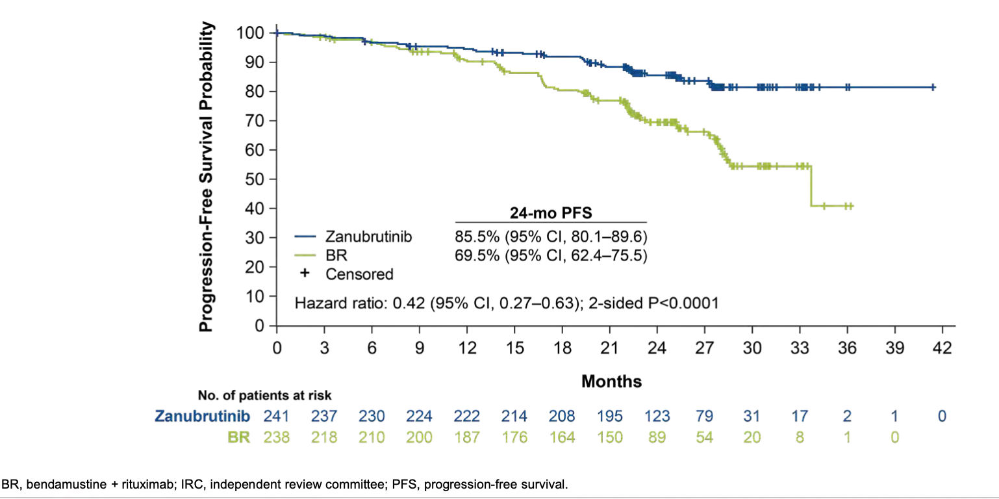 Progression-Free Survival Probability
100
90
80
70
60
50
40
30
20
10
0
24-mo PFS
Zanubrutinib 85.5% (95% CI, 80.1–89.6)
BR 69.5% (95% CI, 62.4–75.5)
+ Censored
Hazard ratio: 0.42 (95% CI, 0.27–0.63); 2-sided P<0.0001
0 3 6 9 12 15 18 21 24 27 30 33 36 39 42
Months
No. of patients at risk
Zanubrutinib 241 237 230 224 222 214 208 195 123 79 31 17 2 1 0
BR 238 218 210 200 187 176 164 150 89 54 20 8 1 0
BR, bendamustine + rituximab; IRC, independent review committee; PFS, progression-free survival.